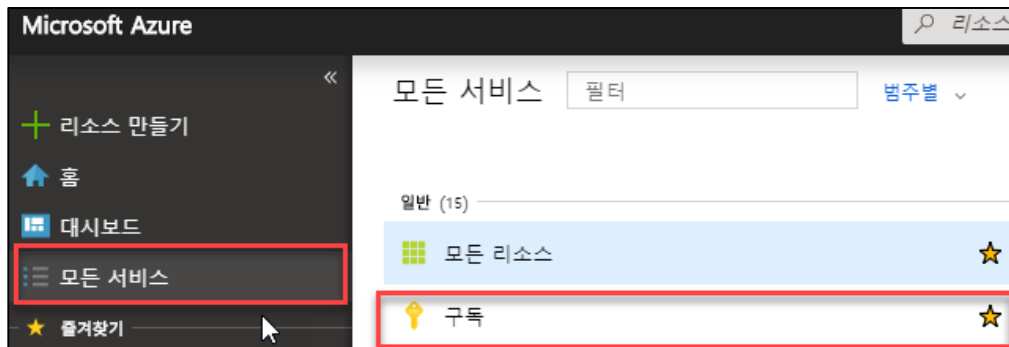 Microsoft Azure
리소스
«
리소스 만들기
홈
대시보드
모든 서비스
즐겨찾기
모든 서비스
필터
범주별
일반 (15)
모든 리소스
구독